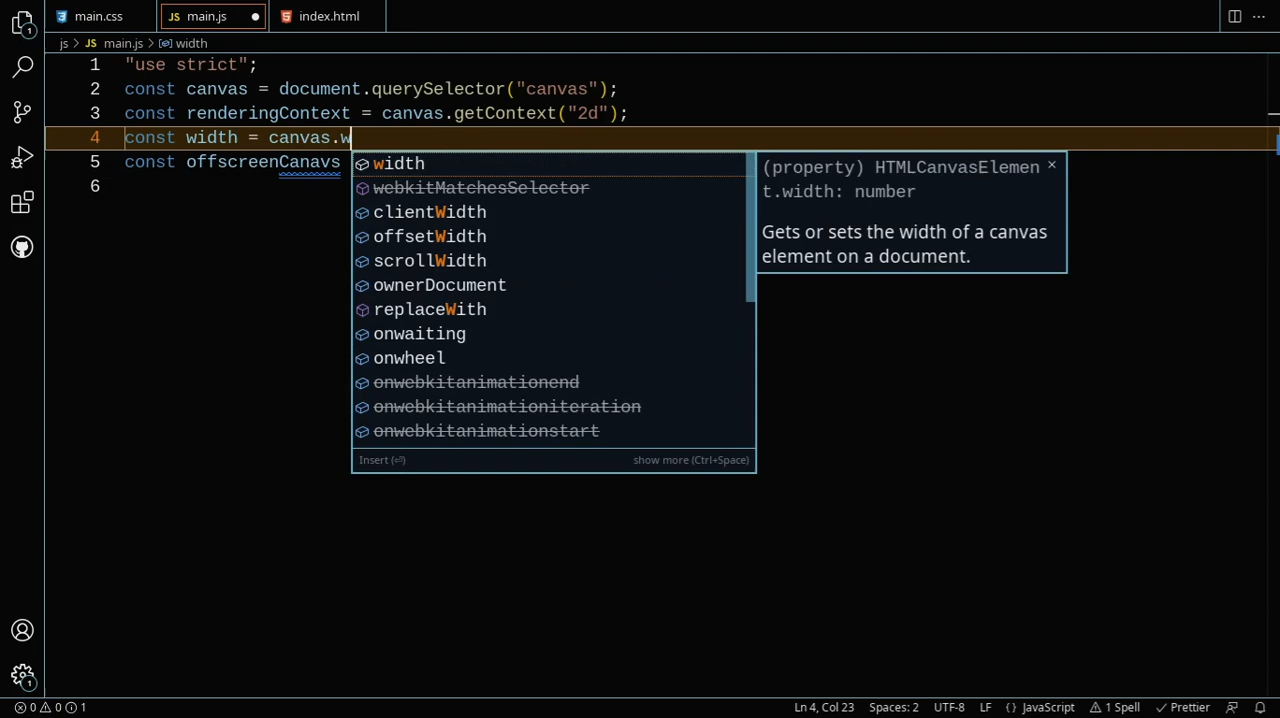 main.css
JS main.js
index.html
js > JS main.js > width
1 "use strict";
2 const canvas = document.querySelector("canvas");
3 const renderingContext = canvas.getContext("2d");
4 const width = canvas.w
5 const offscreenCanavs
6
width
webkitMatchesSelector
clientWidth
offsetWidth
scrollWidth
ownerDocument
replaceWith
onwaiting
onwheel
onwebkitanimationend
onwebkitanimationiteration
onwebkitanimationstart
Insert (⏎) show more (Ctrl+Space)
(property) HTMLCanvasElemen
t.width: number
Gets or sets the width of a canvas
element on a document.
1
1
0 0 1 Ln 4, Col 23 Spaces: 2 UTF-8 LF {} JavaScript 1 Spell Prettier